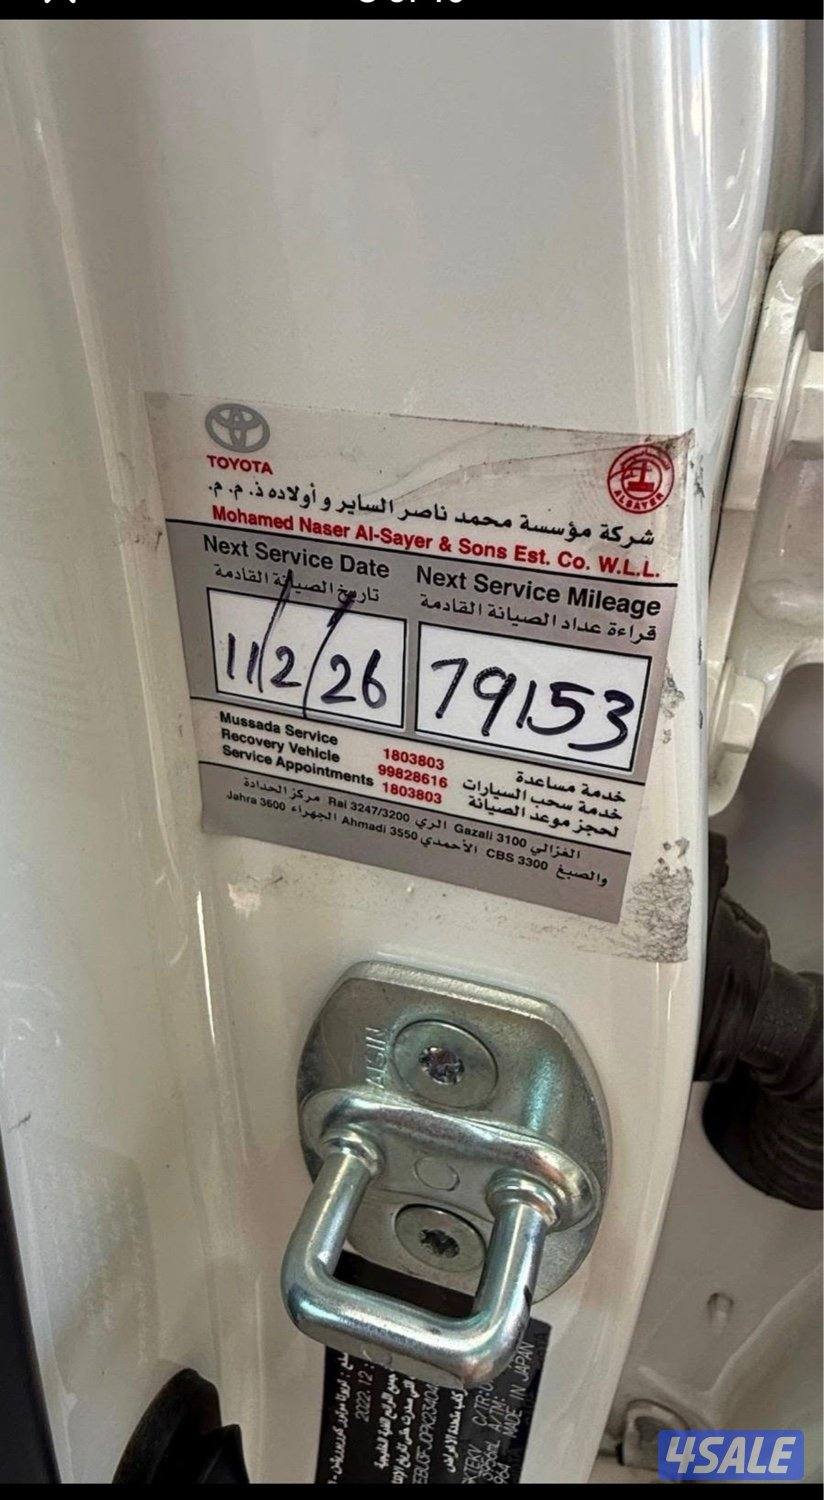 TOYOTA
ALSAYER
شركة مؤسسة محمد ناصر الساير و أولاده ذ. م. م.
Mohamed Naser Al-Sayer & Sons Est. Co. W.L.L.
Next Service Date
تاريخ الصيانة القادمة
Next Service Mileage
قراءة عداد الصيانة القادمة
11/2/26
79153
Mussada Service 1803803 خدمة مساعدة
Recovery Vehicle 99828616 خدمة سحب السيارات
Service Appointments 1803803 لحجز موعد الصيانة
الغزالي Gazali 3100 الري Rai 3247/3200 مركز الحدادة
والصبغ CBS 3300 الأحمدي Ahmadi 3550 الجهراء Jahra 3600
AISIN
2022.12
MADE IN JAPAN
4SALE